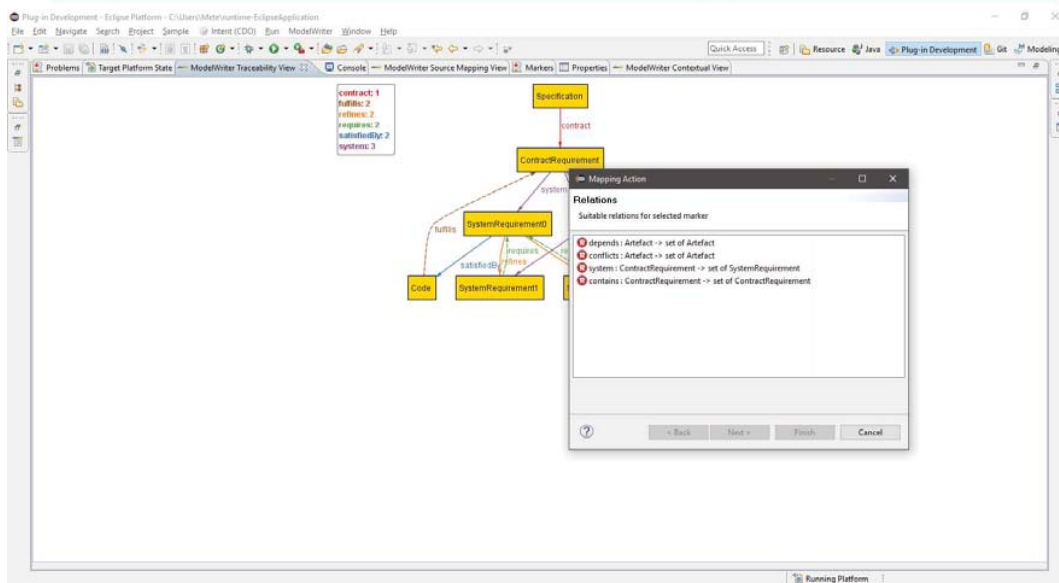 Plug-in Development - Eclipse Platform - C:\Users\Mete\runtime-EclipseApplication
File Edit Navigate Segrch Project Sample Intent (CDO) Run ModelWriter Window Help
Quick Access Resource Java Plug-in Development Git Modeling
Problems Target Platform State ModelWriter Traceability View Console ModelWriter Source Mapping View Markers Properties ModelWriter Contextual View
contract: 1
fulfills: 2
refines: 2
requires: 2
satisfiedBy: 2
system: 3
Specification
contract
ContractRequirement
system
SystemRequirement0
fulfills
requires
satisfiedB
refines
Code
SystemRequirement1
Mapping Action
Relations
Suitable relations for selected marker
depends : Artefact -> set of Artefact
conflicts : Artefact -> set of Artefact
system : ContractRequirement -> set of SystemRequirement
contains : ContractRequirement -> set of ContractRequirement
< Back Next > Finish Cancel
Running Platform